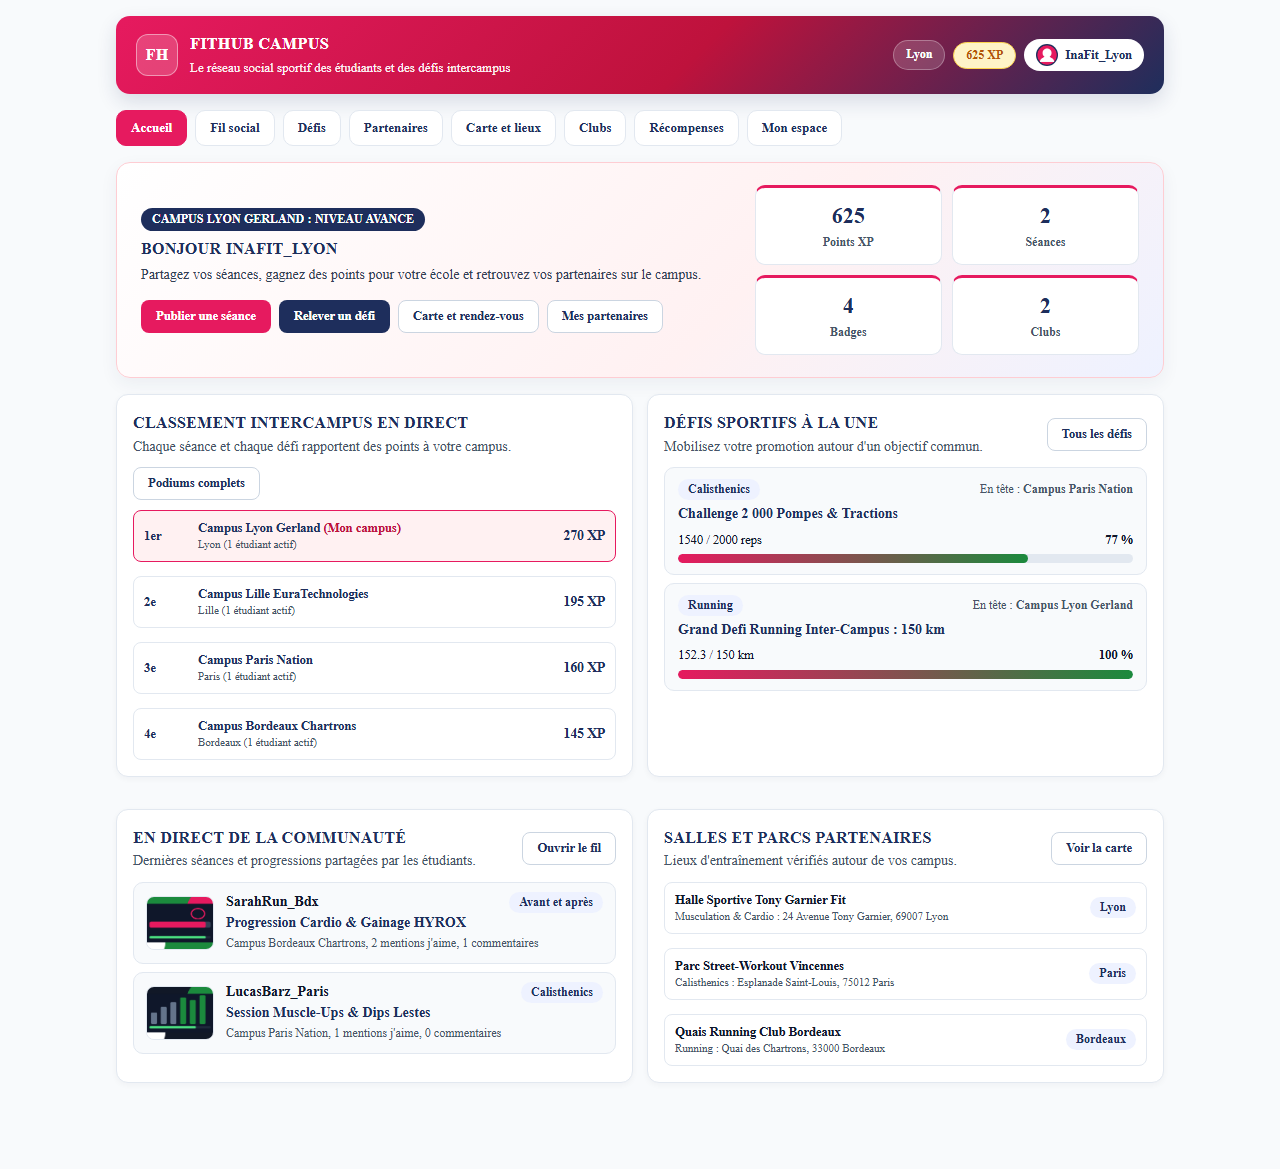 FH
FITHUB CAMPUS
Le réseau social sportif des étudiants et des défis intercampus
Lyon
625 XP
InaFit_Lyon
Accueil
Fil social
Défis
Partenaires
Carte et lieux
Clubs
Récompenses
Mon espace
CAMPUS LYON GERLAND : NIVEAU AVANCE
BONJOUR INAFIT_LYON
Partagez vos séances, gagnez des points pour votre école et retrouvez vos partenaires sur le campus.
Publier une séance
Relever un défi
Carte et rendez-vous
Mes partenaires
625
Points XP
2
Séances
4
Badges
2
Clubs
CLASSEMENT INTERCAMPUS EN DIRECT
Chaque séance et chaque défi rapportent des points à votre campus.
Podiums complets
1er
Campus Lyon Gerland (Mon campus)
Lyon (1 étudiant actif)
270 XP
2e
Campus Lille EuraTechnologies
Lille (1 étudiant actif)
195 XP
3e
Campus Paris Nation
Paris (1 étudiant actif)
160 XP
4e
Campus Bordeaux Chartrons
Bordeaux (1 étudiant actif)
145 XP
DÉFIS SPORTIFS À LA UNE
Mobilisez votre promotion autour d'un objectif commun.
Tous les défis
Calisthenics
En tête : Campus Paris Nation
Challenge 2 000 Pompes & Tractions
1540 / 2000 reps
77 %
Running
En tête : Campus Lyon Gerland
Grand Defi Running Inter-Campus : 150 km
152.3 / 150 km
100 %
EN DIRECT DE LA COMMUNAUTÉ
Dernières séances et progressions partagées par les étudiants.
Ouvrir le fil
SarahRun_Bdx
Avant et après
Progression Cardio & Gainage HYROX
Campus Bordeaux Chartrons, 2 mentions j'aime, 1 commentaires
LucasBarz_Paris
Calisthenics
Session Muscle-Ups & Dips Lestes
Campus Paris Nation, 1 mentions j'aime, 0 commentaires
SALLES ET PARCS PARTENAIRES
Lieux d'entraînement vérifiés autour de vos campus.
Voir la carte
Halle Sportive Tony Garnier Fit
Musculation & Cardio : 24 Avenue Tony Garnier, 69007 Lyon
Lyon
Parc Street-Workout Vincennes
Calisthenics : Esplanade Saint-Louis, 75012 Paris
Paris
Quais Running Club Bordeaux
Running : Quai des Chartrons, 33000 Bordeaux
Bordeaux